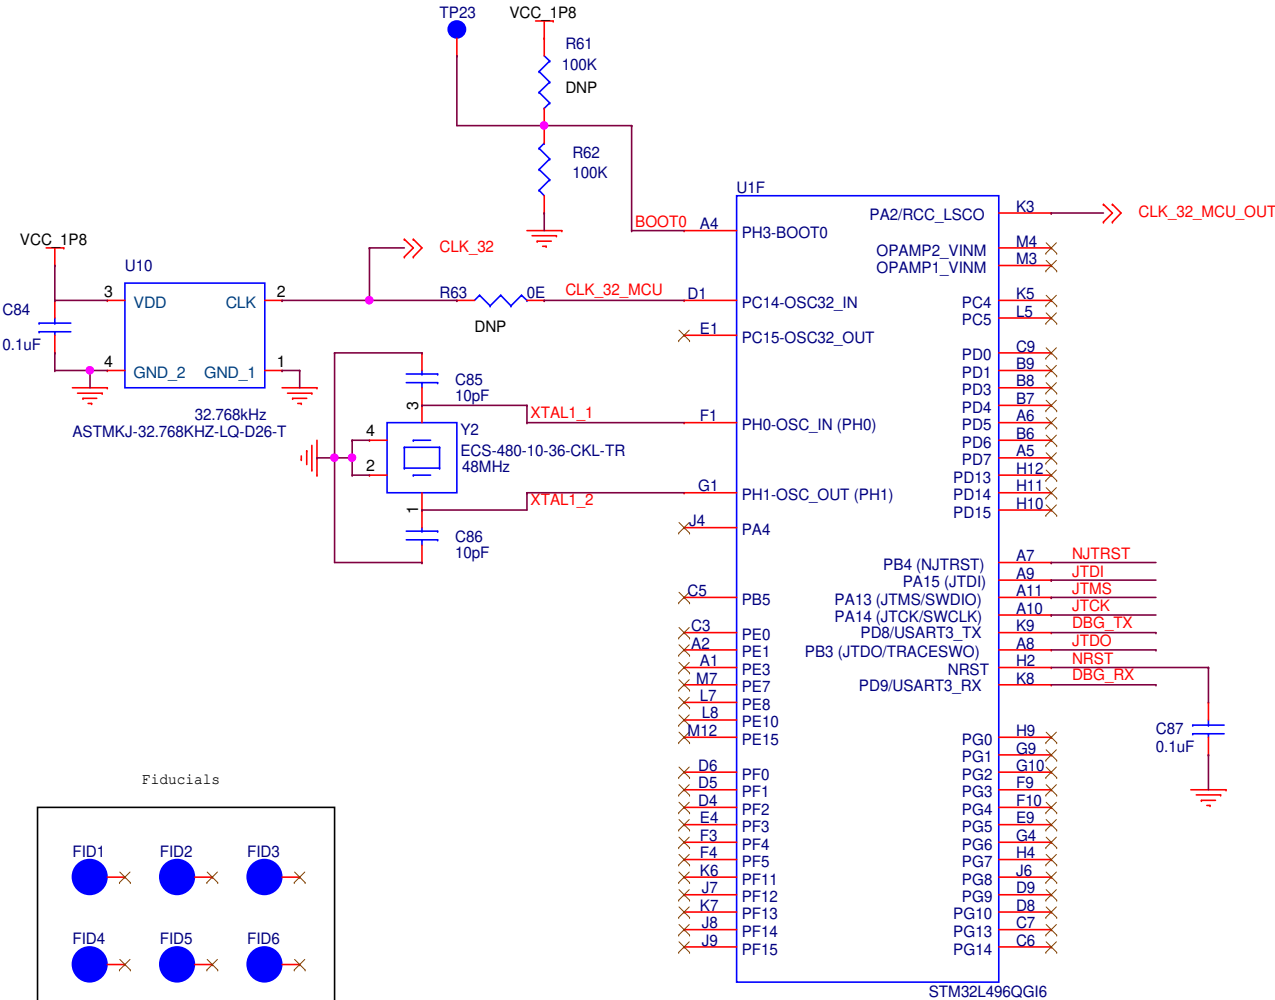 TP23
VCC_1P8
R61
100K
DNP
R62
100K
U1F
BOOT0
A4
PH3-BOOT0
PA2/RCC_LSCO
K3
CLK_32_MCU_OUT
OPAMP2_VINM
M4
OPAMP1_VINM
M3
VCC_1P8
U10
CLK_32
C84
0.1uF
3
VDD
CLK
2
R63
0E
DNP
CLK_32_MCU
D1
PC14-OSC32_IN
E1
PC15-OSC32_OUT
4
GND_2
GND_1
1
32.768kHz
ASTMKJ-32.768KHZ-LQ-D26-T
PC4
K5
PC5
L5
PD0
C9
PD1
B9
PD3
B8
PD4
B7
PD5
A6
PD6
B6
PD7
A5
PD13
H12
PD14
H11
PD15
H10
C85
10pF
3
XTAL1_1
F1
PH0-OSC_IN (PH0)
4
2
Y2
ECS-480-10-36-CKL-TR
48MHz
1
XTAL1_2
G1
PH1-OSC_OUT (PH1)
C86
10pF
J4
PA4
C5
PB5
C3
PE0
A2
PE1
A1
PE3
M7
PE7
L7
PE8
L8
PE10
M12
PE15
PB4 (NJTRST)
A7
NJTRST
PA15 (JTDI)
A9
JTDI
PA13 (JTMS/SWDIO)
A11
JTMS
PA14 (JTCK/SWCLK)
A10
JTCK
PD8/USART3_TX
K9
DBG_TX
PB3 (JTDO/TRACESWO)
A8
JTDO
NRST
H2
NRST
PD9/USART3_RX
K8
DBG_RX
C87
0.1uF
D6
PF0
D5
PF1
D4
PF2
E4
PF3
F3
PF4
F4
PF5
K6
PF11
J7
PF12
K7
PF13
J8
PF14
J9
PF15
PG0
H9
PG1
G9
PG2
G10
PG3
F9
PG4
F10
PG5
E9
PG6
G4
PG7
H4
PG8
J6
PG9
D9
PG10
D8
PG13
C7
PG14
C6
STM32L496QGI6
Fiducials
FID1
FID2
FID3
FID4
FID5
FID6